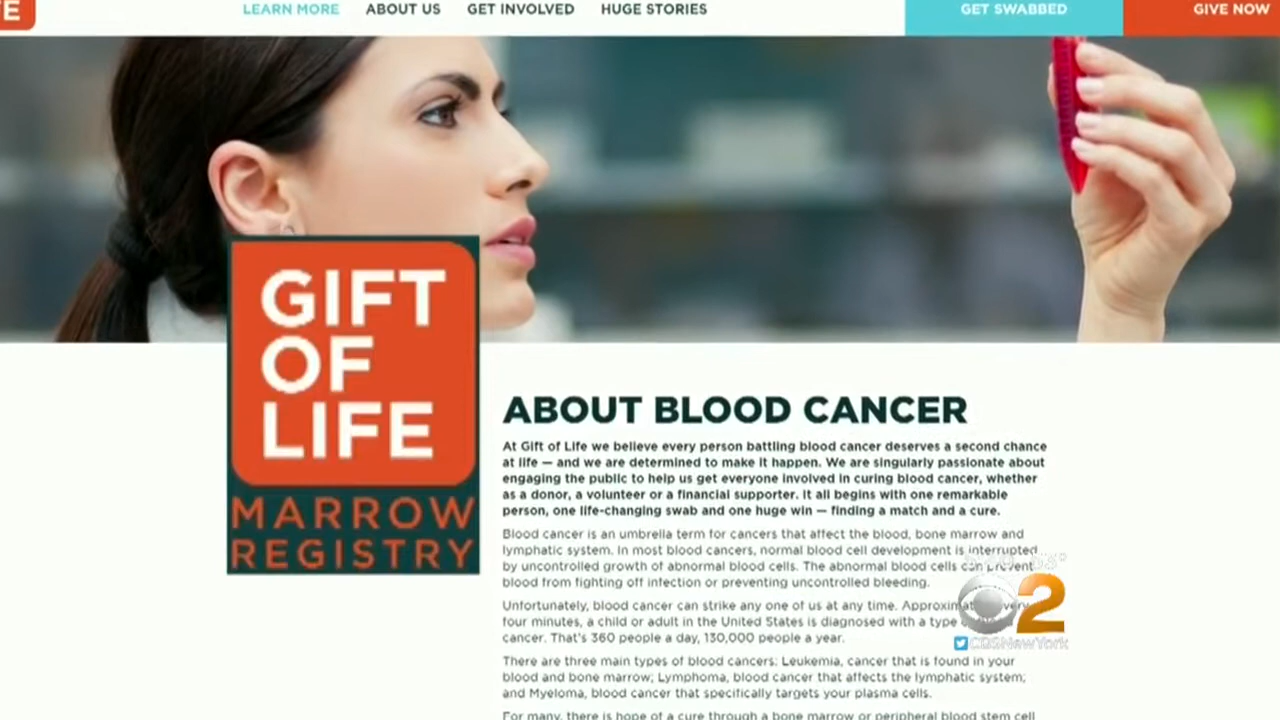 TE
LEARN MORE ABOUT US GET INVOLVED HUGE STORIES GET SWABBED GIVE NOW
GIFT
OF
LIFE
MARROW
REGISTRY
ABOUT BLOOD CANCER
At Gift of Life we believe every person battling blood cancer deserves a second chance
at life — and we are determined to make it happen. We are singularly passionate about
engaging the public to help us get everyone involved in curing blood cancer, whether
as a donor, a volunteer or a financial supporter. It all begins with one remarkable
person, one life-changing swab and one huge win — finding a match and a cure.
Blood cancer is an umbrella term for cancers that affect the blood, bone marrow and
lymphatic system. In most blood cancers, normal blood cell development is interrupted
by uncontrolled growth of abnormal blood cells. The abnormal blood cells can prevent
blood from fighting off infection or preventing uncontrolled bleeding.
Unfortunately, blood cancer can strike any one of us at any time. every
four minutes, a child or adult in the United States is diagnosed with a type
cancer. That's 360 people a day, 130,000 people a year.
There are three main types of blood cancers: Leukemia, cancer that is found in your
blood and bone marrow; Lymphoma, blood cancer that affects the lymphatic system;
and Myeloma, blood cancer that specifically targets your plasma cells.
For many, there is hope of a cure through a bone marrow or peripheral blood stem cell
2
CBSNewYork